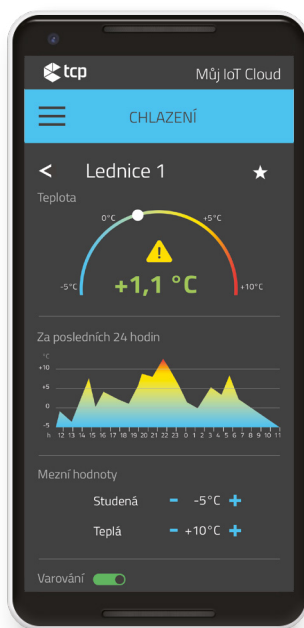 tcp Můj IoT Cloud
CHLAZENÍ
< Lednice 1
Teplota
0°C +5°C
-5°C +1,1 °C +10°C
Za posledních 24 hodin
°C
+10
+5
0
-5
h 12 13 14 15 16 17 18 19 20 21 22 23 0 1 2 3 4 5 6 7 8 9 10 11
Mezní hodnoty
Studená - -5°C +
Teplá - +10°C +
Varování